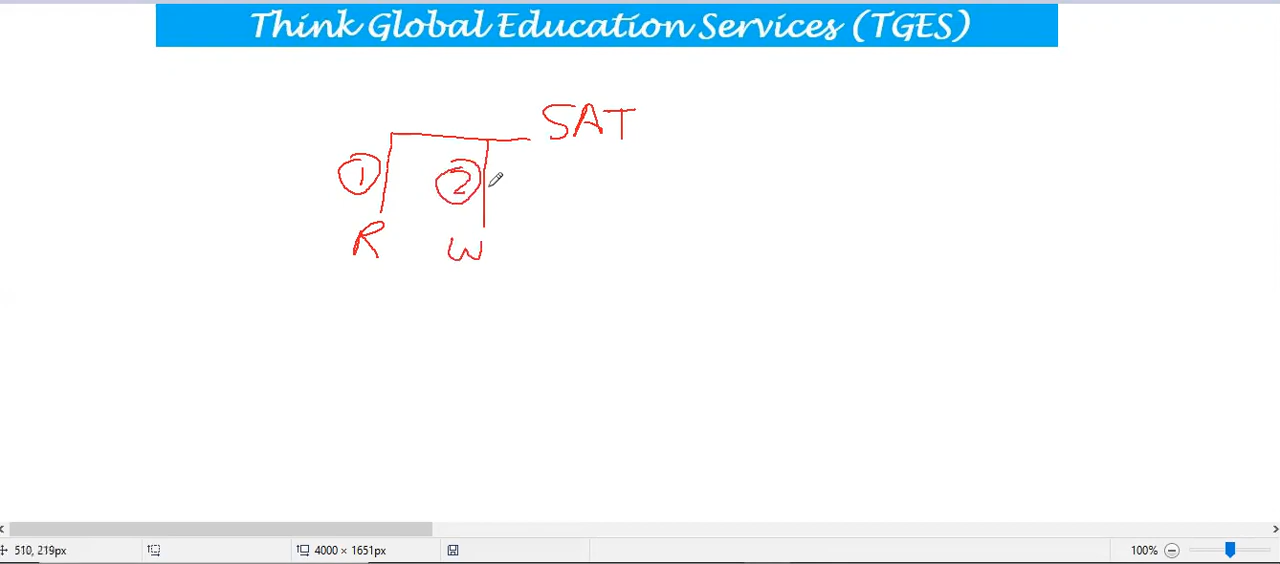 Think Global Education Services (TGES)
SAT
1 2
R W
510, 219px 4000 × 1651px 100%